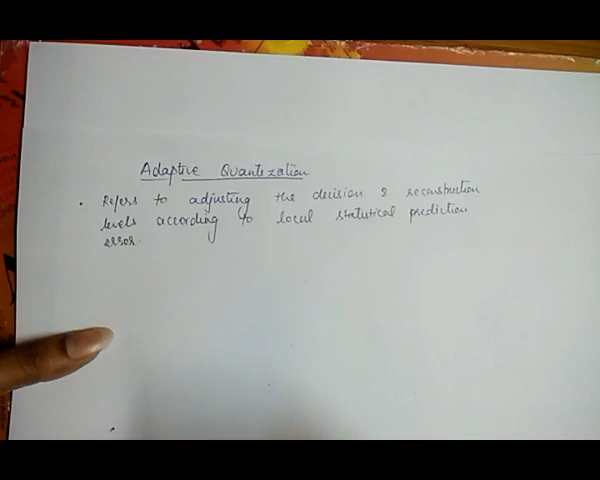 Adaptive Quantization
• Refers to adjusting the decision & reconstruction
levels according to local statistical prediction
error.